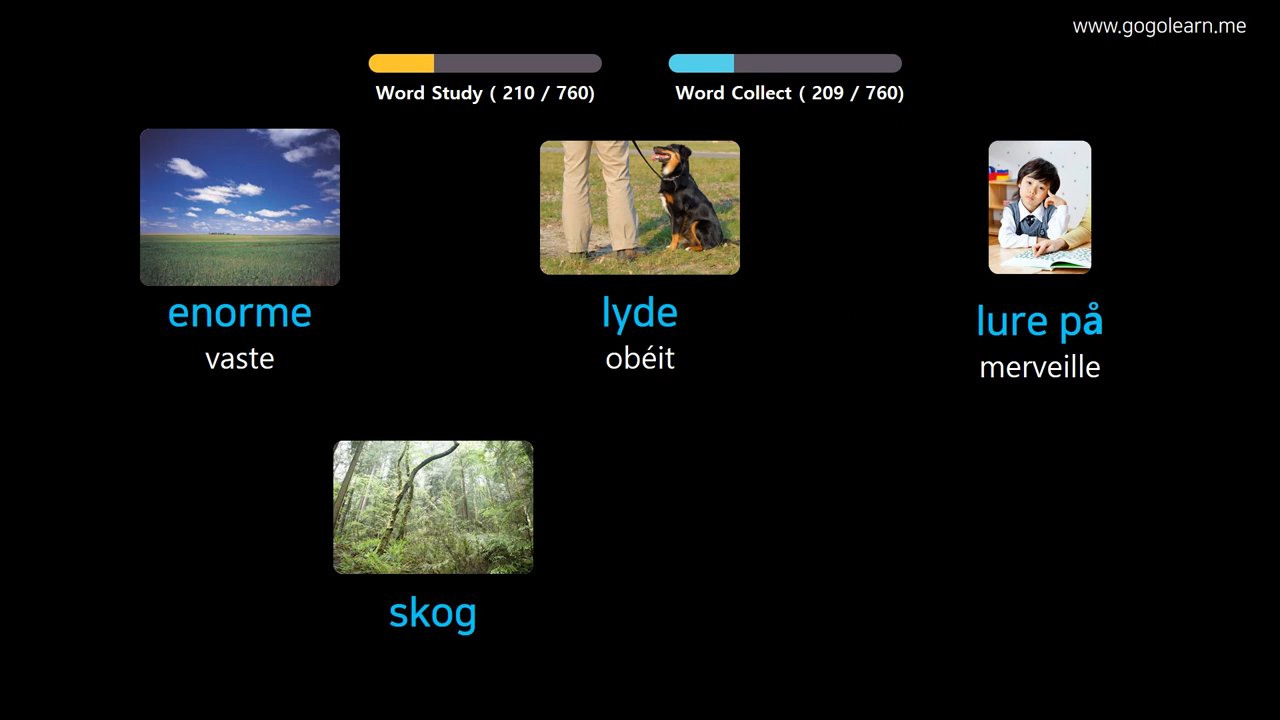 www.gogolearn.me
Word Study ( 210 / 760)
Word Collect ( 209 / 760)
enorme
vaste
lyde
obéit
lure på
merveille
skog